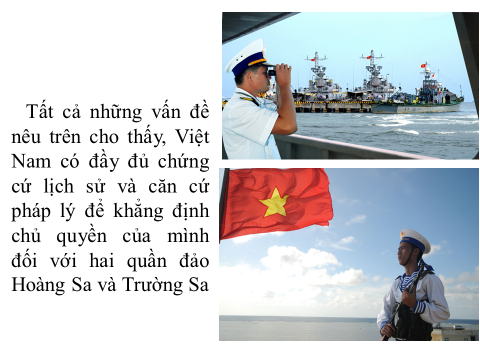 Tất cả những vấn đề
nêu trên cho thấy, Việt
Nam có đầy đủ chứng
cứ lịch sử và căn cứ
pháp lý để khẳng định
chủ quyền của mình
đối với hai quần đảo
Hoàng Sa và Trường Sa